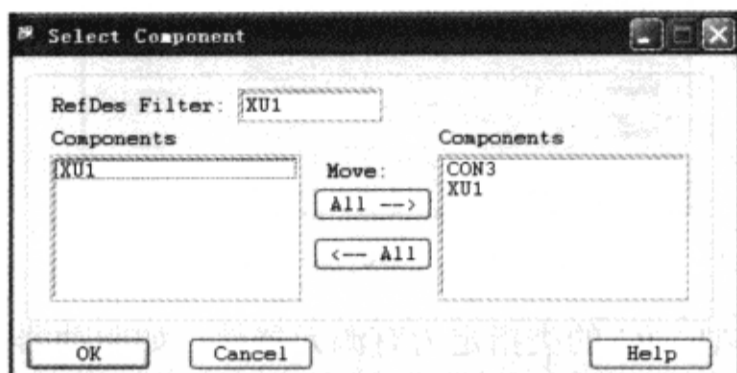 Select Component
RefDes Filter: XU1
Components
Components
XU1
Move:
CON3
XU1
All -->
<-- All
OK
Cancel
Help